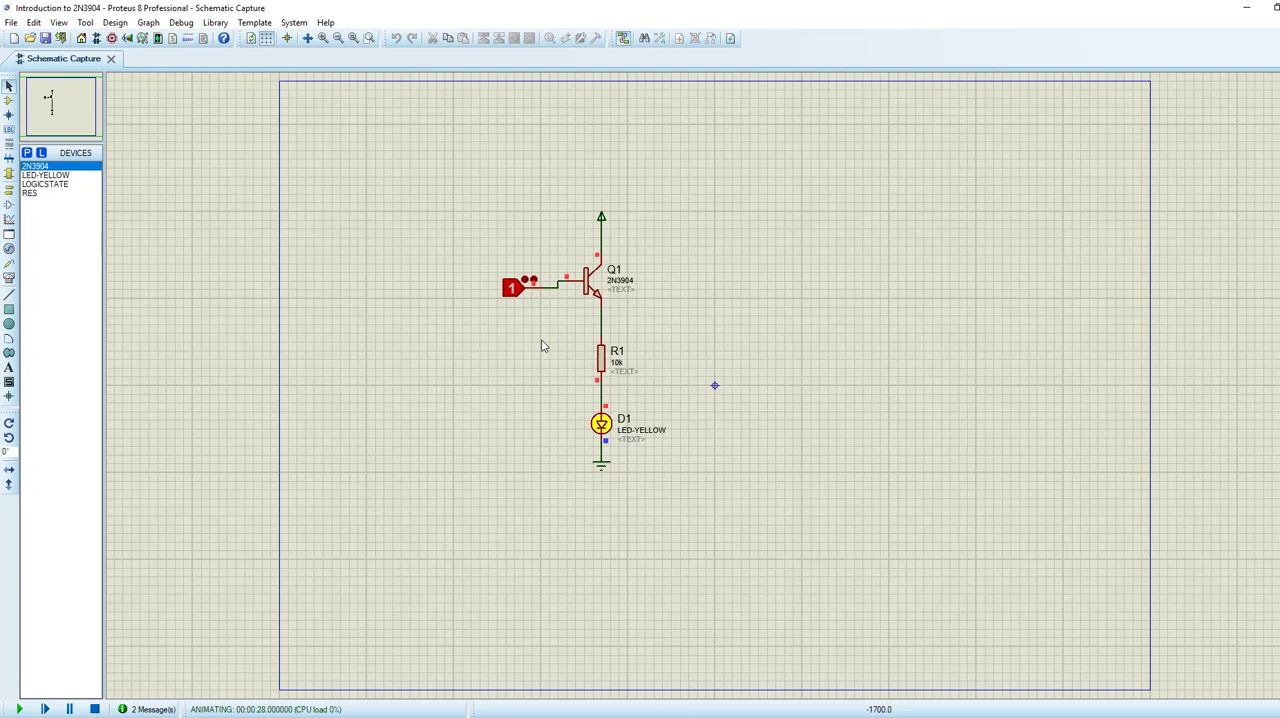 Introduction to 2N3904 - Proteus 8 Professional - Schematic Capture
File Edit View Tool Design Graph Debug Library Template System Help
Schematic Capture
P L DEVICES
2N3904
LED-YELLOW
LOGICSTATE
RES
LBL
A
0°
Q1
2N3904
<TEXT>
1
R1
10k
<TEXT>
D1
LED-YELLOW
<TEXT>
2 Message(s) ANIMATING: 00:00:28.000000 (CPU load 0%) -1700.0